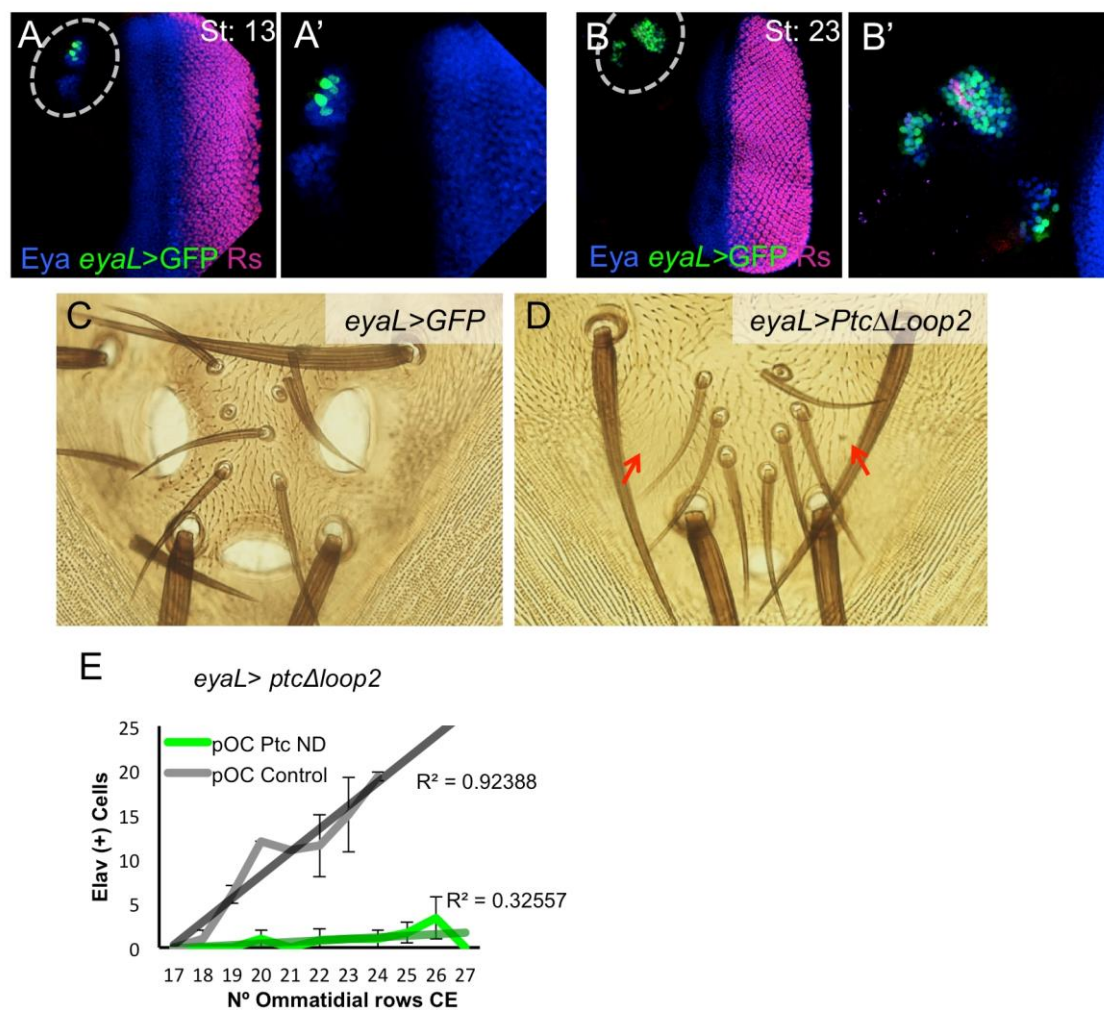 A St: 13 A' B St: 23 B'
Eya eyaL>GFP Rs Eya eyaL>GFP Rs
C eyaL>GFP D eyaL>PtcΔLoop2
E eyaL> ptcΔloop2
25
20
15
10
5
0
Elav (+) Cells
pOC Ptc ND
pOC Control
R² = 0.92388
R² = 0.32557
17 18 19 20 21 22 23 24 25 26 27
Nº Ommatidial rows CE